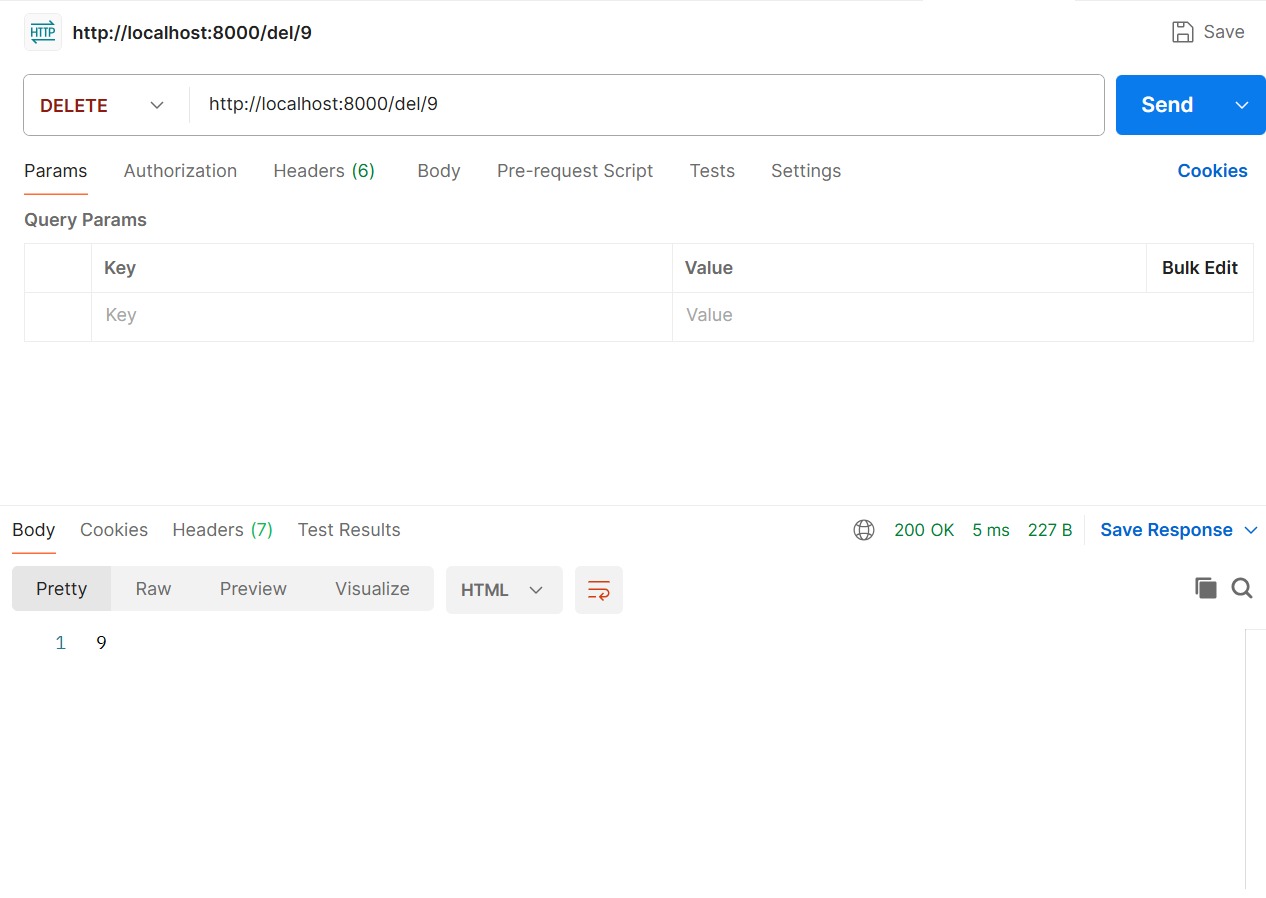 HTTP http://localhost:8000/del/9 Save
DELETE http://localhost:8000/del/9 Send
Params Authorization Headers (6) Body Pre-request Script Tests Settings Cookies
Query Params
Key Value Bulk Edit
Key Value
Body Cookies Headers (7) Test Results 200 OK 5 ms 227 B Save Response
Pretty Raw Preview Visualize HTML
1 9